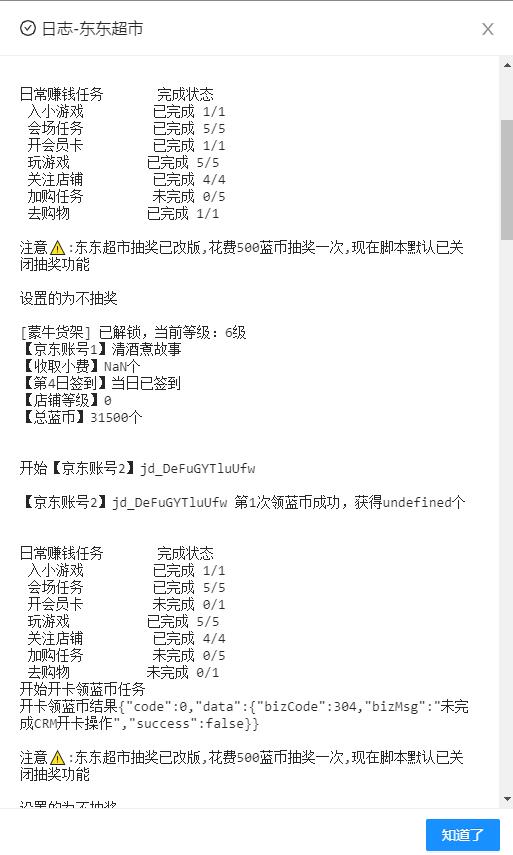 日志-东东超市
日常赚钱任务 完成状态
入小游戏 已完成 1/1
会场任务 已完成 5/5
开会员卡 已完成 1/1
玩游戏 已完成 5/5
关注店铺 已完成 4/4
加购任务 未完成 0/5
去购物 已完成 1/1
注意⚠️:东东超市抽奖已改版,花费500蓝币抽奖一次,现在脚本默认已关
闭抽奖功能
设置的为不抽奖
[蒙牛货架] 已解锁，当前等级: 6级
【京东账号1】清酒煮故事
【收取小费】NaN个
【第4日签到】当日已签到
【店铺等级】0
【总蓝币】31500个
开始【京东账号2】jd_DeFuGYTluUfw
【京东账号2】jd_DeFuGYTluUfw 第1次领蓝币成功，获得undefined个
日常赚钱任务 完成状态
入小游戏 已完成 1/1
会场任务 已完成 5/5
开会员卡 未完成 0/1
玩游戏 已完成 5/5
关注店铺 已完成 4/4
加购任务 未完成 0/5
去购物 未完成 0/1
开始开卡领蓝币任务
开卡领蓝币结果{"code":0,"data":{"bizCode":304,"bizMsg":"未完
成CRM开卡操作","success":false}}
注意⚠️:东东超市抽奖已改版,花费500蓝币抽奖一次,现在脚本默认已关
闭抽奖功能
设置的为不抽奖
知道了